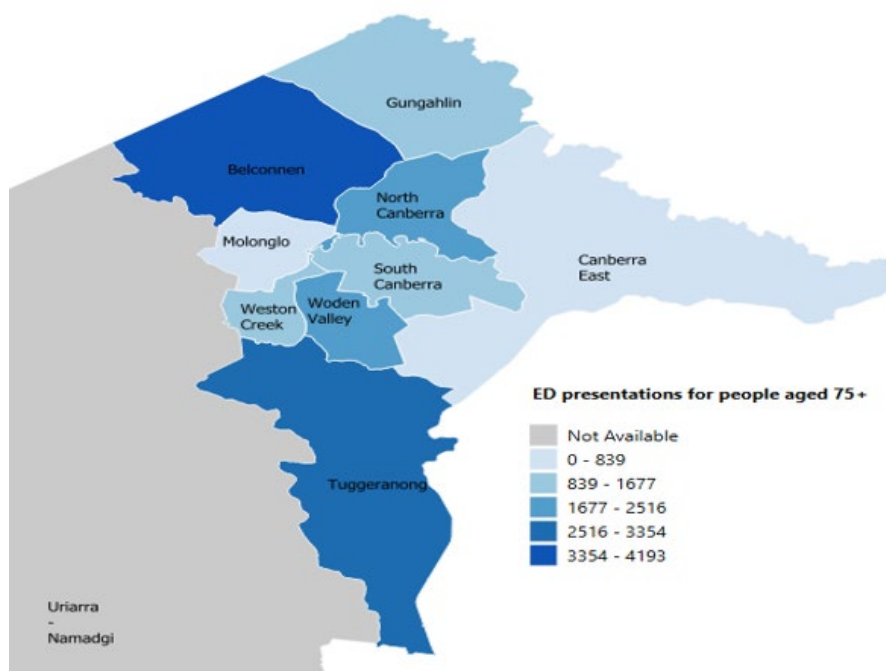 Gungahlin
Belconnen
North
Canberra
Molonglo
South
Canberra
Canberra
East
Weston
Creek
Woden
Valley
ED presentations for people aged 75+
Not Available
0 - 839
839 - 1677
1677 - 2516
2516 - 3354
3354 - 4193
Tuggeranong
Uriarra
-
Namadgi